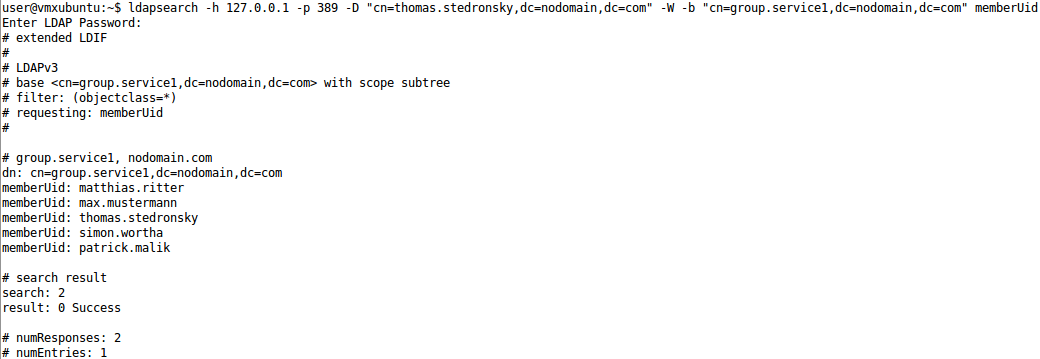 user@vmxubuntu:~$ ldapsearch -h 127.0.0.1 -p 389 -D "cn=thomas.stedronsky,dc=nodomain,dc=com" -W -b "cn=group.service1,dc=nodomain,dc=com" memberUid
Enter LDAP Password:
# extended LDIF
#
# LDAPv3
# base <cn=group.service1,dc=nodomain,dc=com> with scope subtree
# filter: (objectclass=*)
# requesting: memberUid
#

# group.service1, nodomain.com
dn: cn=group.service1,dc=nodomain,dc=com
memberUid: matthias.ritter
memberUid: max.mustermann
memberUid: thomas.stedronsky
memberUid: simon.wortha
memberUid: patrick.malik

# search result
search: 2
result: 0 Success

# numResponses: 2
# numEntries: 1